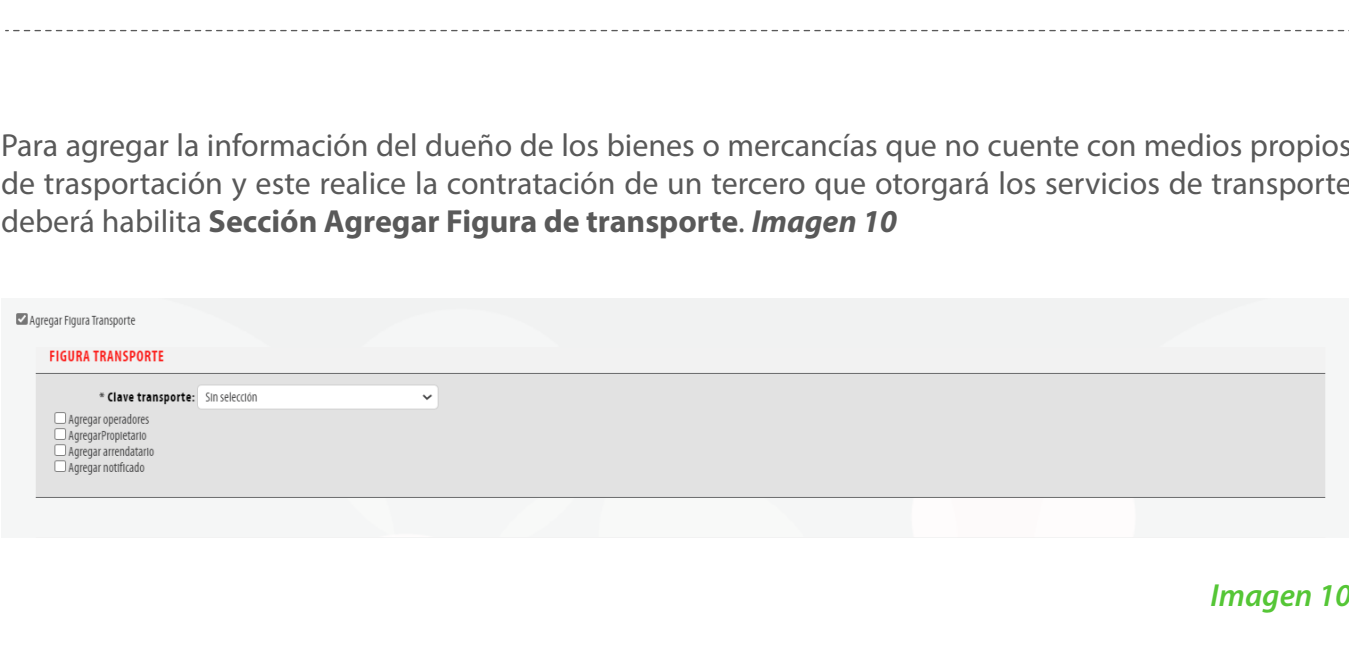 Para agregar la información del dueño de los bienes o mercancías que no cuente con medios propios
de trasportación y este realice la contratación de un tercero que otorgará los servicios de transporte
deberá habilita Sección Agregar Figura de transporte. Imagen 10
Agregar Figura Transporte
FIGURA TRANSPORTE
* Clave transporte: Sin selección
Agregar operadores
AgregarPropietario
Agregar arrendatario
Agregar notificado
Imagen 10